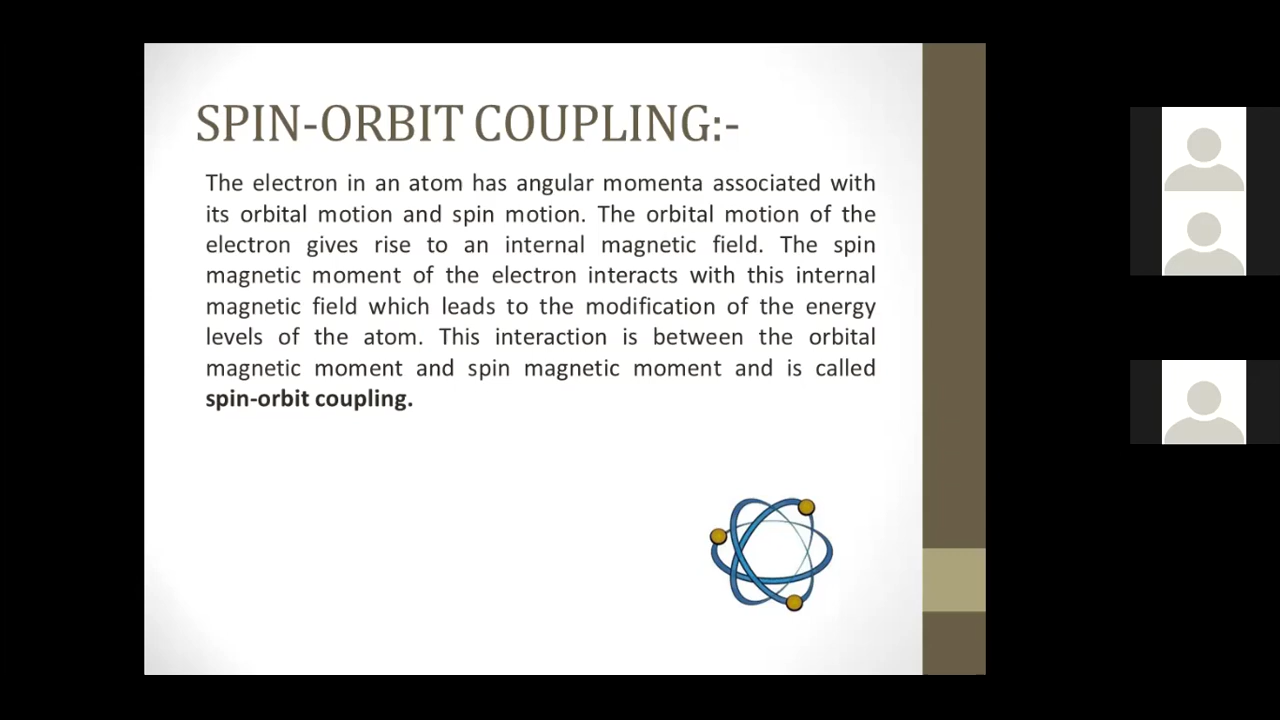 SPIN-ORBIT COUPLING:-
The electron in an atom has angular momenta associated with
its orbital motion and spin motion. The orbital motion of the
electron gives rise to an internal magnetic field. The spin
magnetic moment of the electron interacts with this internal
magnetic field which leads to the modification of the energy
levels of the atom. This interaction is between the orbital
magnetic moment and spin magnetic moment and is called
spin-orbit coupling.